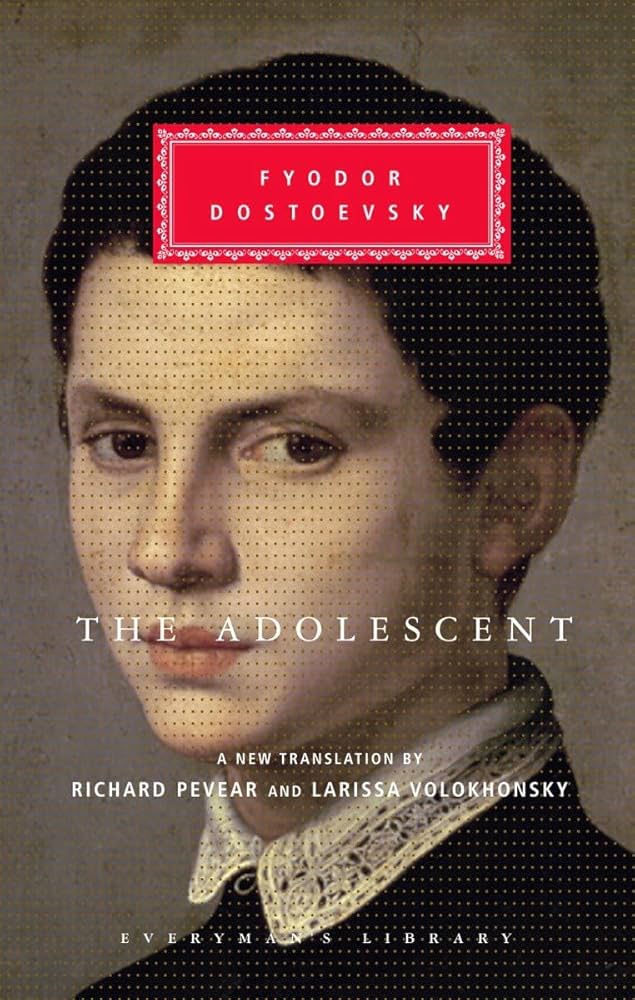 FYODOR
DOSTOEVSKY
THE ADOLESCENT
A NEW TRANSLATION BY
RICHARD PEVEAR AND LARISSA VOLOKHONSKY
EVERYMAN'S LIBRARY